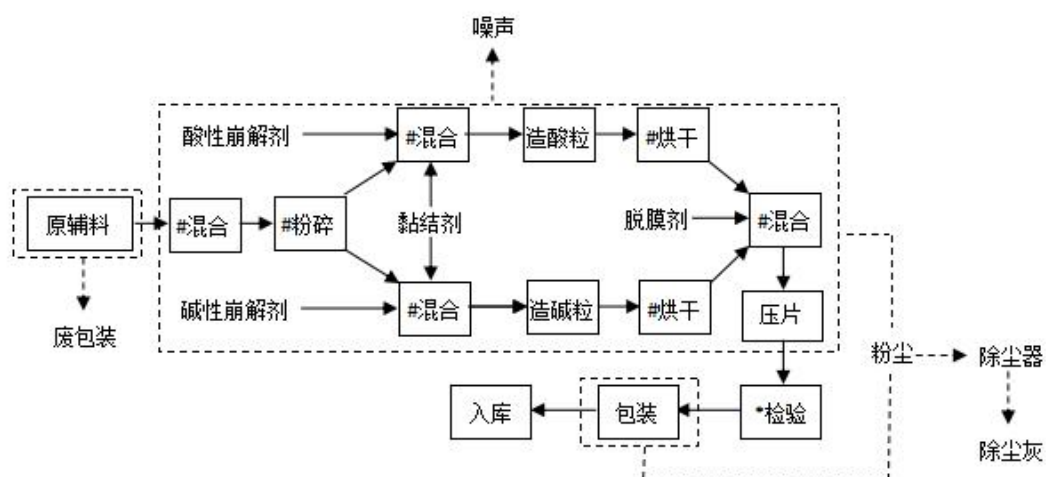 噪声
酸性崩解剂
#混合
造酸粒
#烘干
原辅料
#混合
#粉碎
黏结剂
脱膜剂
#混合
碱性崩解剂
#混合
造碱粒
#烘干
压片
废包装
粉尘
除尘器
入库
包装
*检验
除尘灰